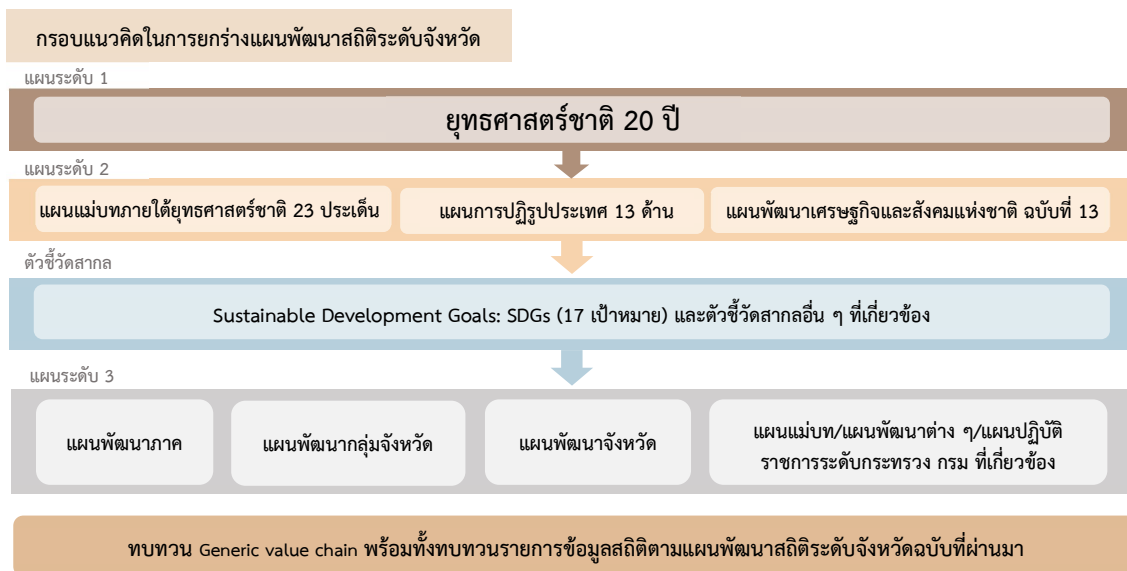 กรอบแนวคิดในการยกร่างแผนพัฒนาสถิติระดับจังหวัด
แผนระดับ 1
ยุทธศาสตร์ชาติ 20 ปี
แผนระดับ 2
แผนแม่บทภายใต้ยุทธศาสตร์ชาติ 23 ประเด็น
แผนการปฏิรูปประเทศ 13 ด้าน
แผนพัฒนาเศรษฐกิจและสังคมแห่งชาติ ฉบับที่ 13
ตัวชี้วัดสากล
Sustainable Development Goals: SDGs (17 เป้าหมาย) และตัวชี้วัดสากลอื่น ๆ ที่เกี่ยวข้อง
แผนระดับ 3
แผนพัฒนาภาค
แผนพัฒนากลุ่มจังหวัด
แผนพัฒนาจังหวัด
แผนแม่บท/แผนพัฒนาต่าง ๆ/แผนปฏิบัติ
ราชการระดับกระทรวง กรม ที่เกี่ยวข้อง
ทบทวน Generic value chain พร้อมทั้งทบทวนรายการข้อมูลสถิติตามแผนพัฒนาสถิติระดับจังหวัดฉบับที่ผ่านมา